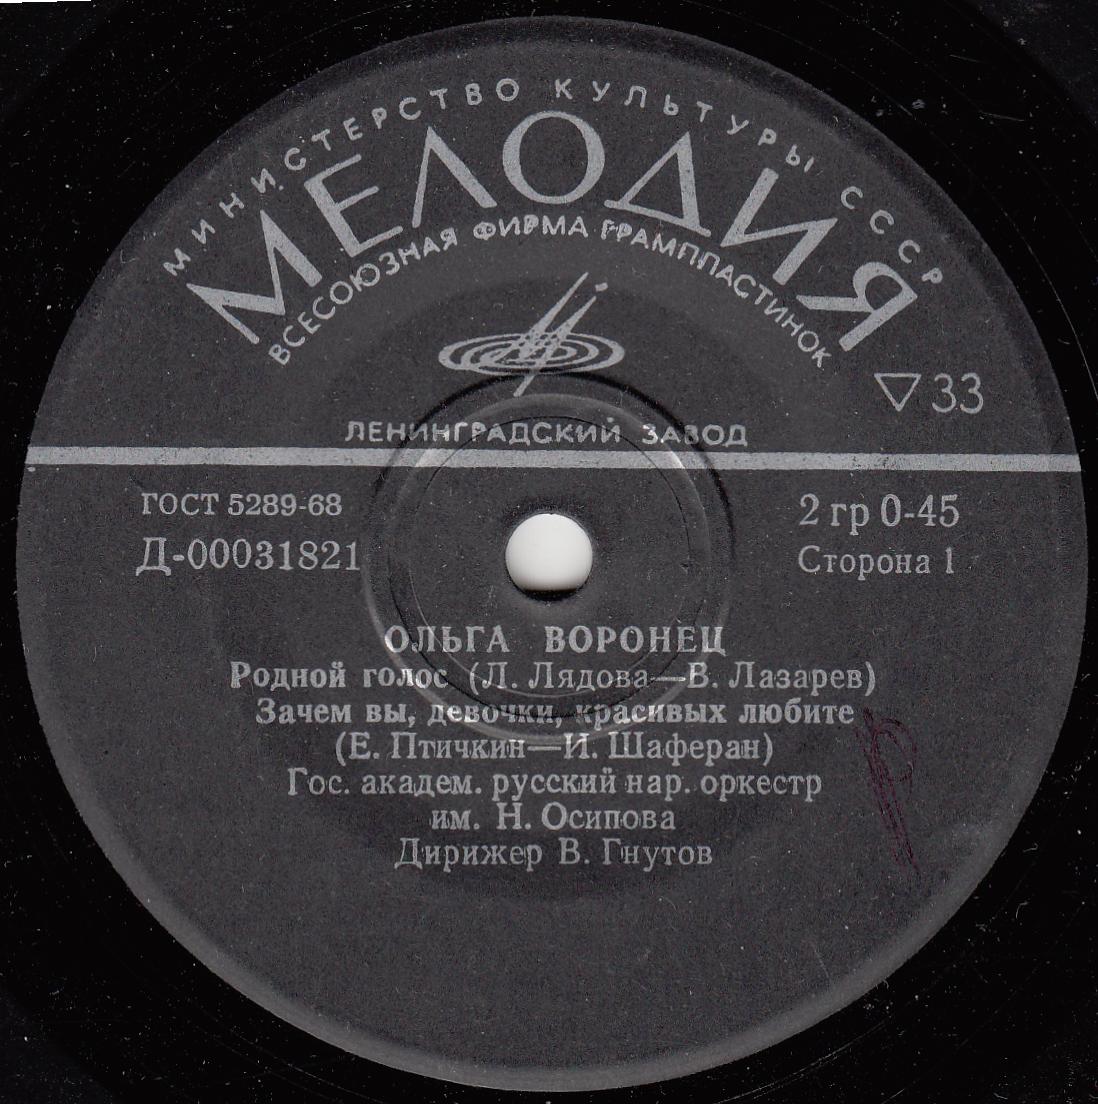 МИНИСТЕРСТВО КУЛЬТУРЫ СССР
МЕЛОДИЯ
ВСЕСОЮЗНАЯ ФИРМА ГРАМПЛАСТИНОК
▽33
ЛЕНИНГРАДСКИЙ ЗАВОД
ГОСТ 5289-68
2 гр 0-45
Д-00031821
Сторона 1
ОЛЬГА ВОРОНЕЦ
Родной голос (Л. Лядова—В. Лазарев)
Зачем вы, девочки, красивых любите
(Е. Птичкин—И. Шаферан)
Гос. академ. русский нар. оркестр
им. Н. Осипова
Дирижер В. Гнутов